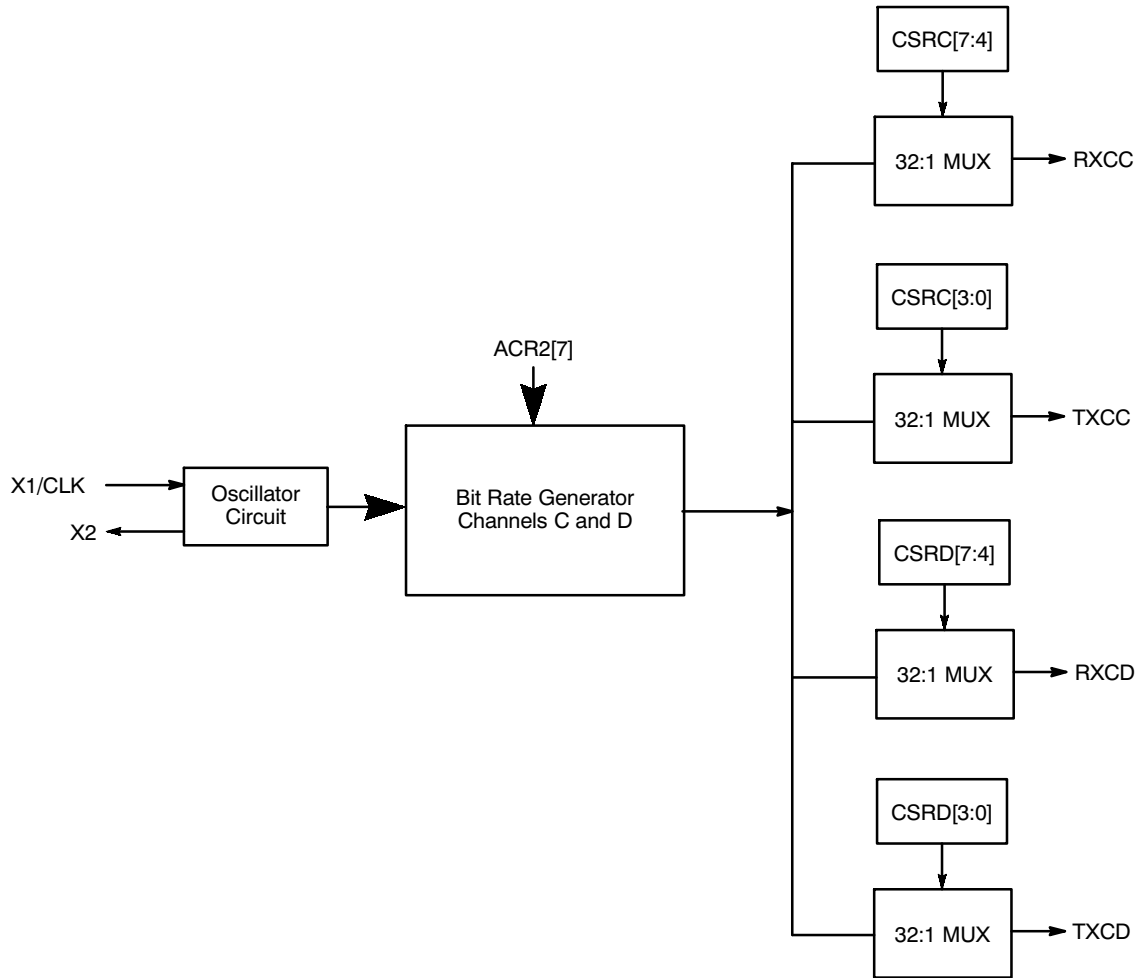 CSRC[7:4]
32:1 MUX
RXCC
CSRC[3:0]
ACR2[7]
32:1 MUX
TXCC
X1/CLK
X2
Oscillator
Circuit
Bit Rate Generator
Channels C and D
CSRD[7:4]
32:1 MUX
RXCD
CSRD[3:0]
32:1 MUX
TXCD